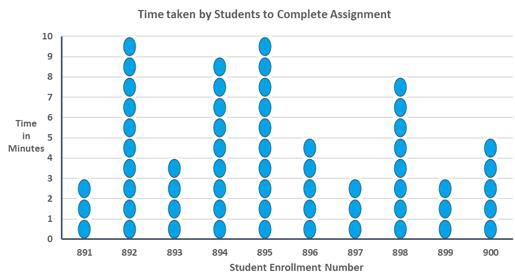 Time taken by Students to Complete Assignment
10
9
8
7
6
5
4
3
2
1
0
Time
in
Minutes
891 892 893 894 895 896 897 898 899 900
Student Enrollment Number